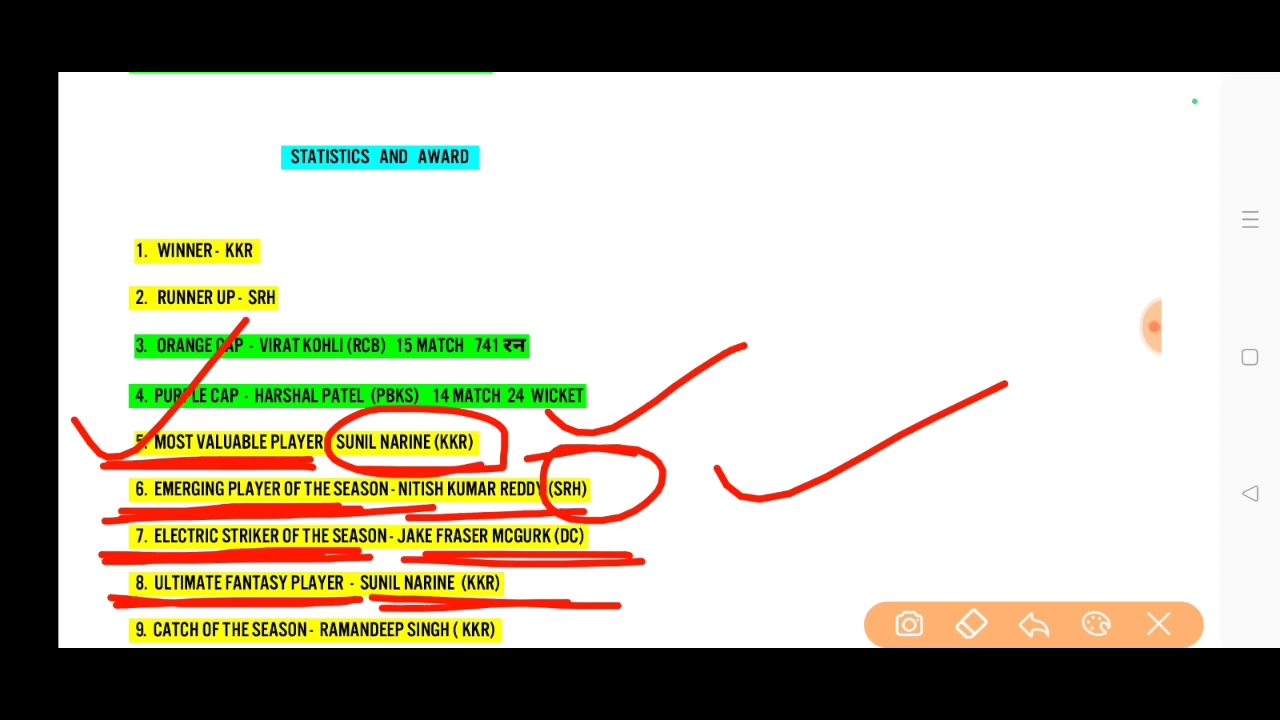 STATISTICS AND AWARD
1. WINNER- KKR
2. RUNNER UP- SRH
3. ORANGE CAP - VIRAT KOHLI (RCB) 15 MATCH 741 रन
4. PURPLE CAP - HARSHAL PATEL (PBKS) 14 MATCH 24 WICKET
5. MOST VALUABLE PLAYER SUNIL NARINE (KKR)
6. EMERGING PLAYER OF THE SEASON - NITISH KUMAR REDDY (SRH)
7. ELECTRIC STRIKER OF THE SEASON - JAKE FRASER MCGURK (DC)
8. ULTIMATE FANTASY PLAYER - SUNIL NARINE (KKR)
9. CATCH OF THE SEASON - RAMANDEEP SINGH ( KKR)